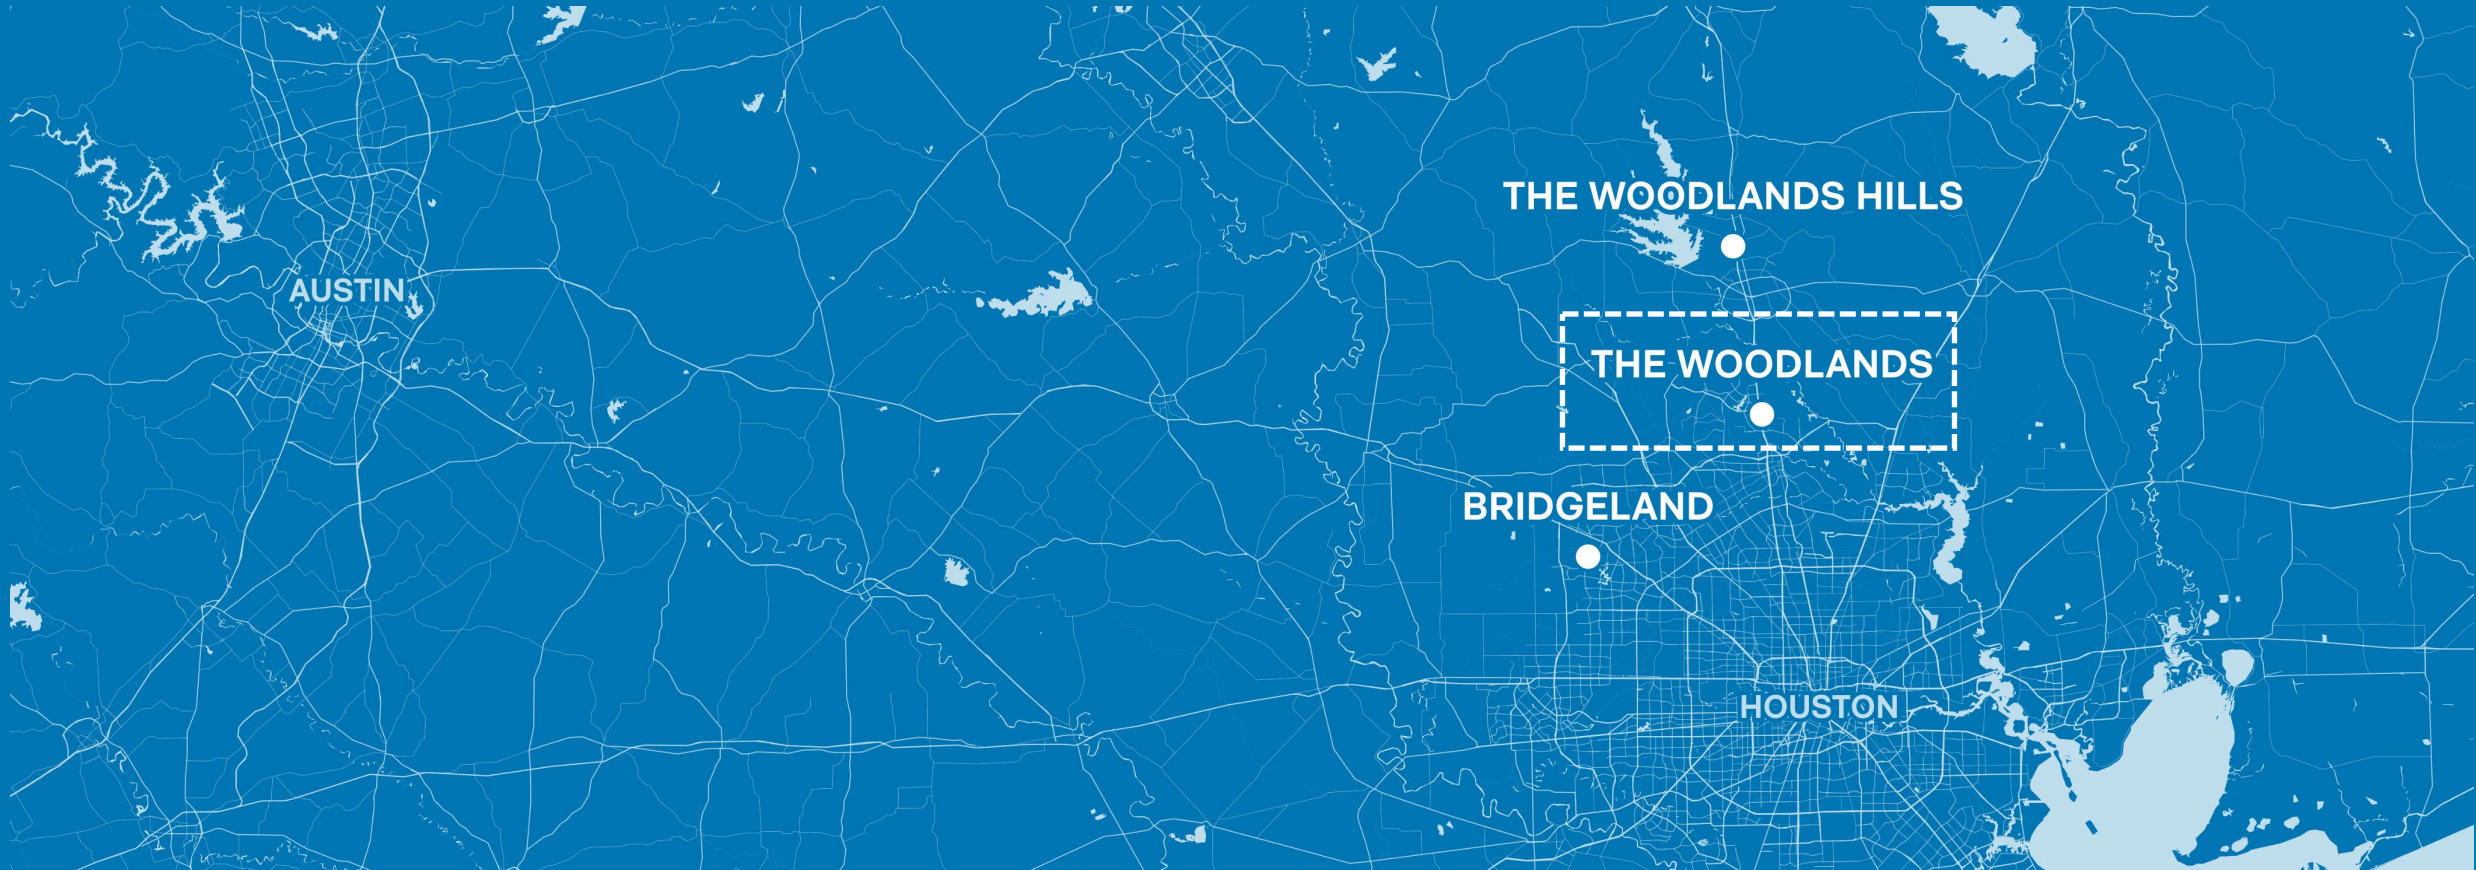 THE WOODLANDS HILLS
AUSTIN
THE WOODLANDS
BRIDGELAND
HOUSTON